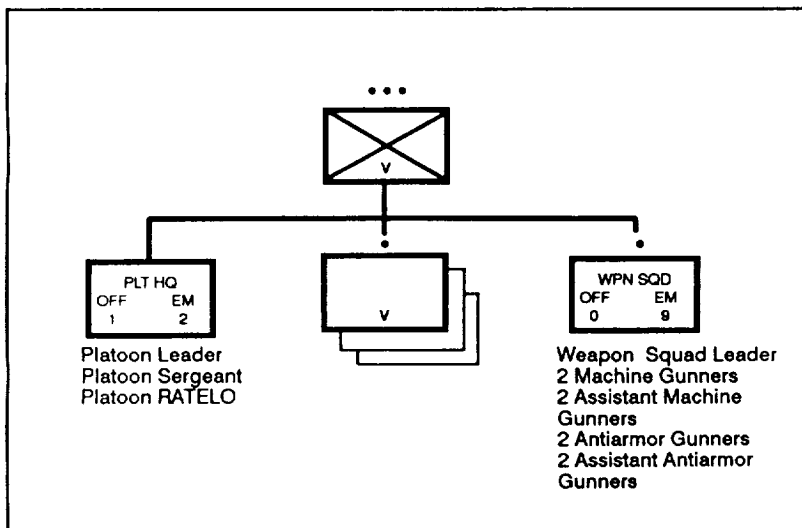 V
PLT HQ
OFF EM
1 2
Platoon Leader
Platoon Sergeant
Platoon RATELO
V
WPN SQD
OFF EM
0 9
Weapon Squad Leader
2 Machine Gunners
2 Assistant Machine
Gunners
2 Antiarmor Gunners
2 Assistant Antiarmor
Gunners